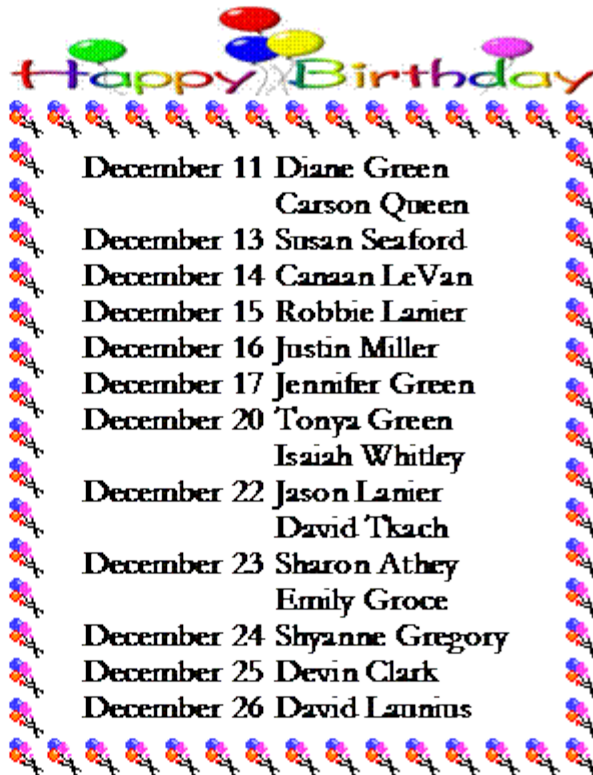 Happy Birthday
December 11 Diane Green
Carson Queen
December 13 Susan Seaford
December 14 Canaan LeVan
December 15 Robbie Lanier
December 16 Justin Miller
December 17 Jennifer Green
December 20 Tonya Green
Isaiah Whitley
December 22 Jason Lanier
David Tkach
December 23 Sharon Athey
Emily Groce
December 24 Shyanne Gregory
December 25 Devin Clark
December 26 David Launius